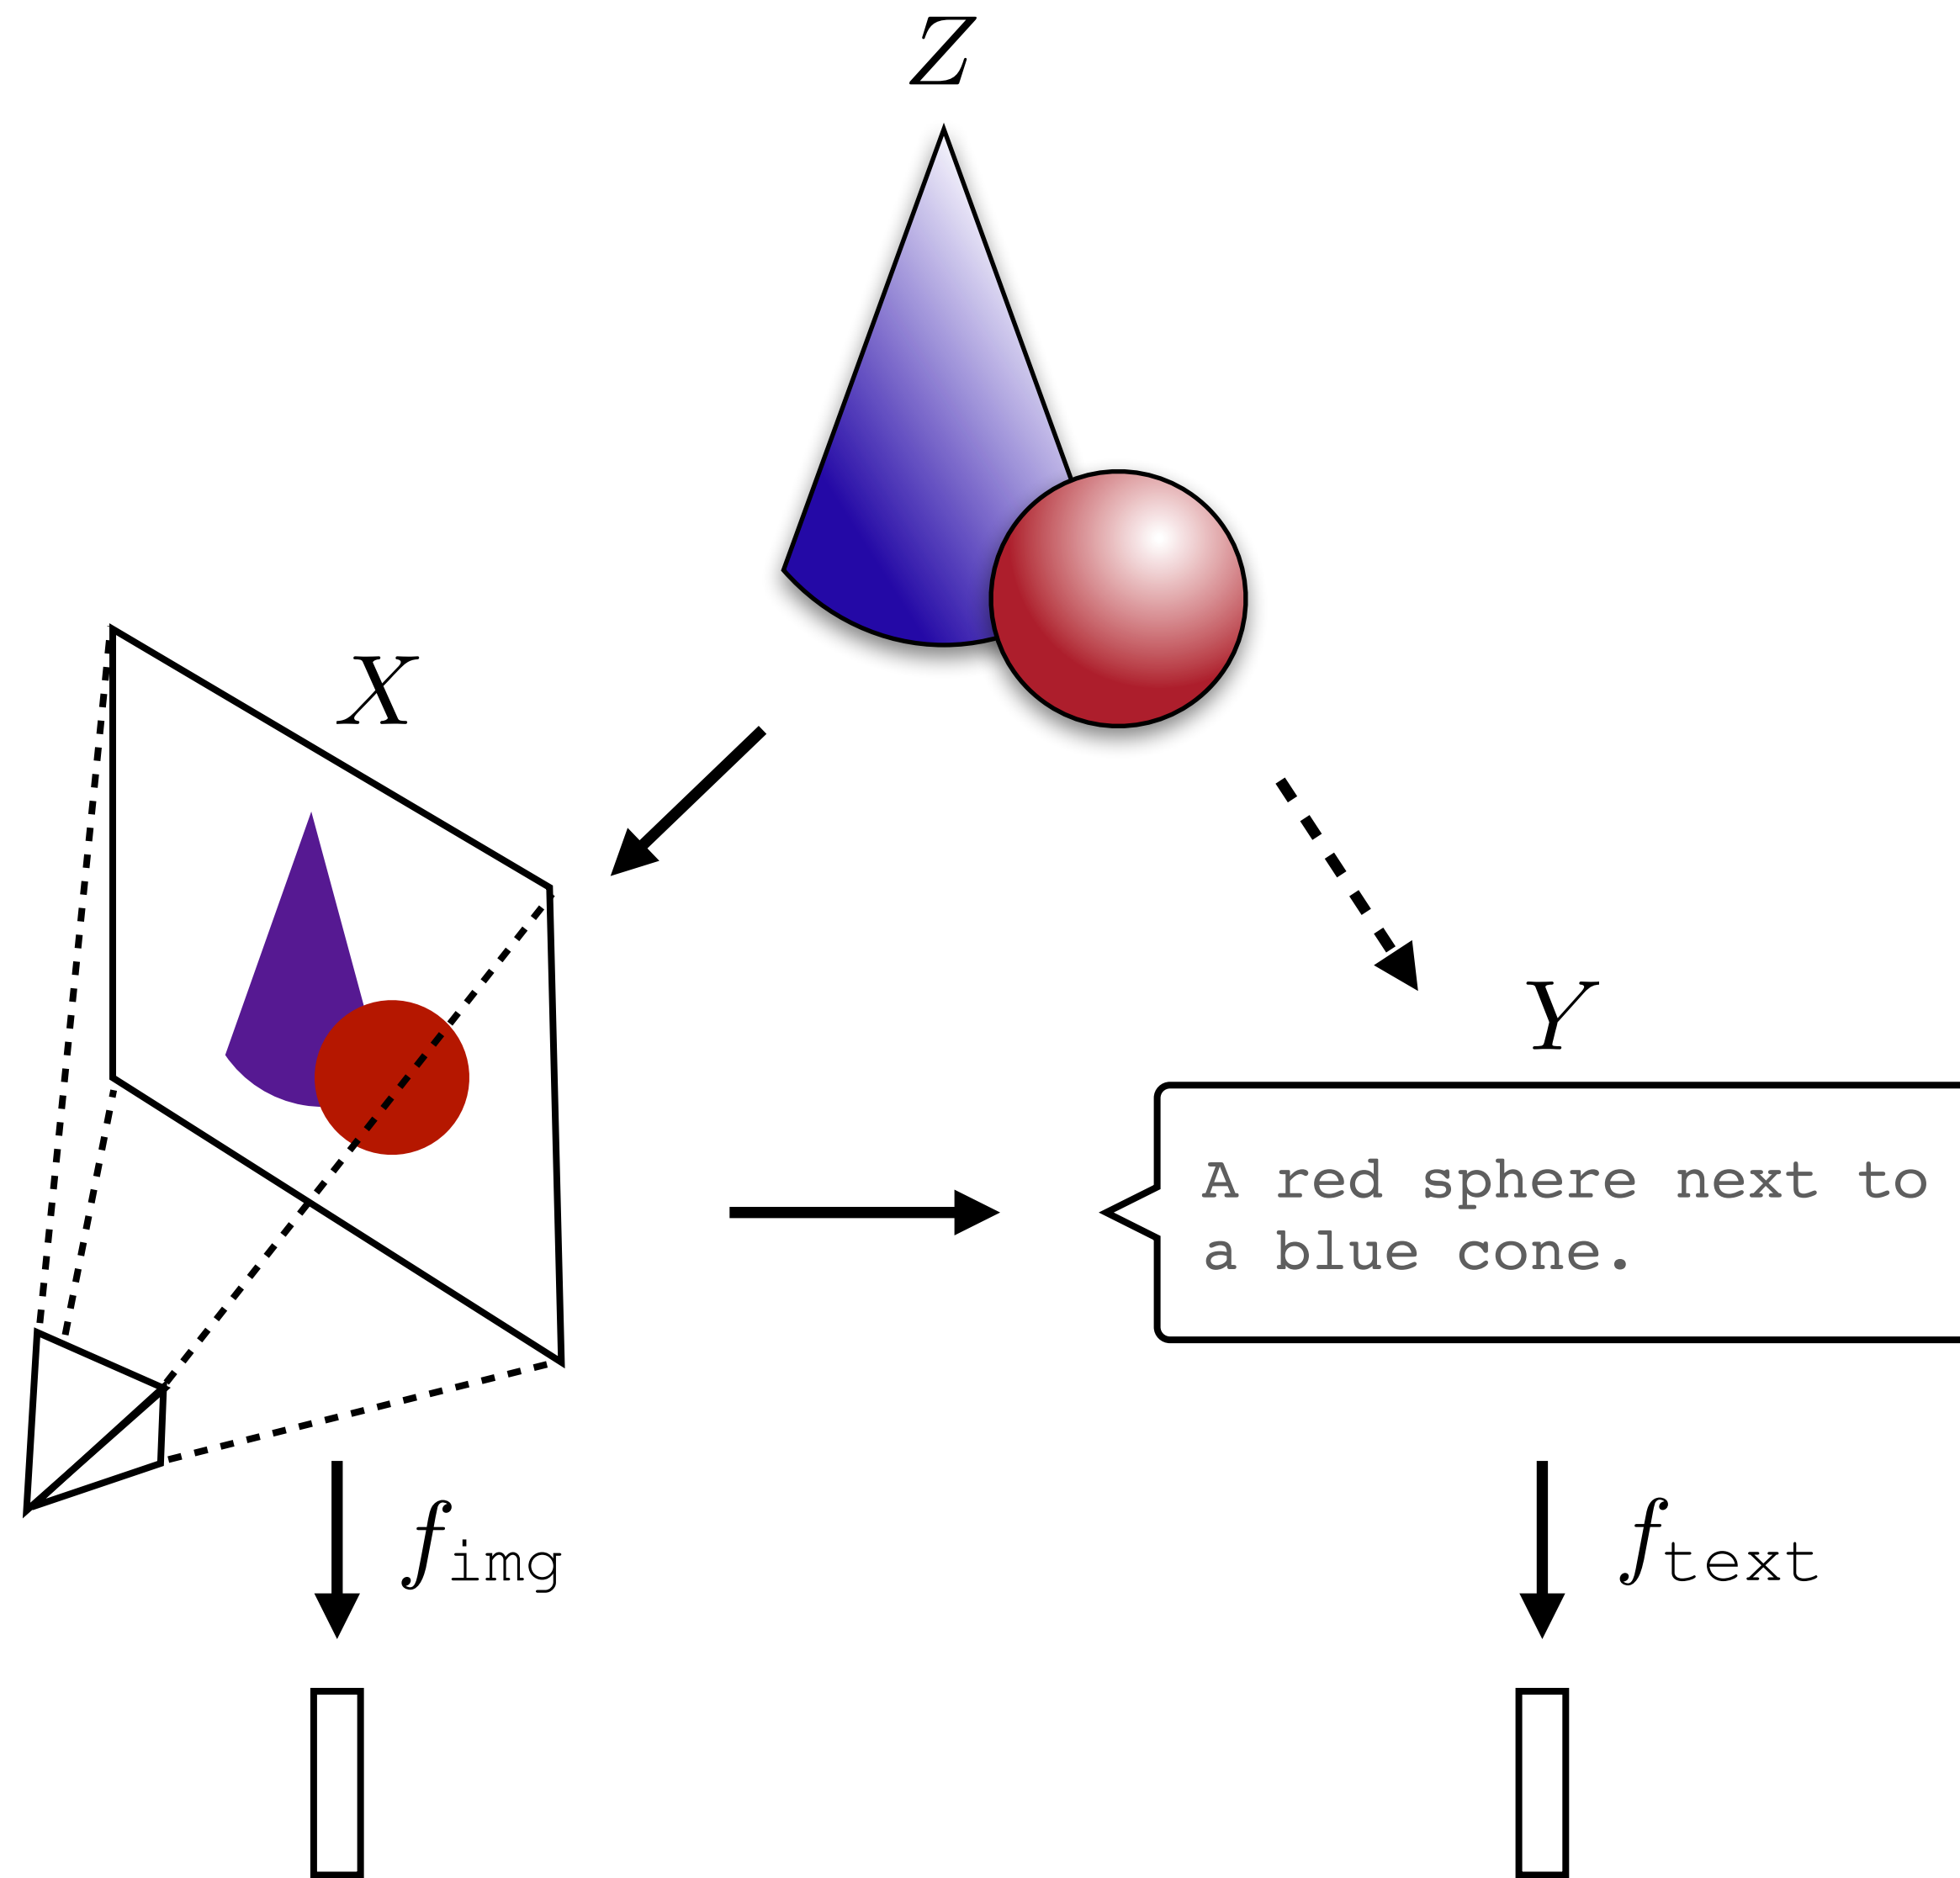 Z
X
Y
A red sphere next to
a blue cone.
f_img
f_text